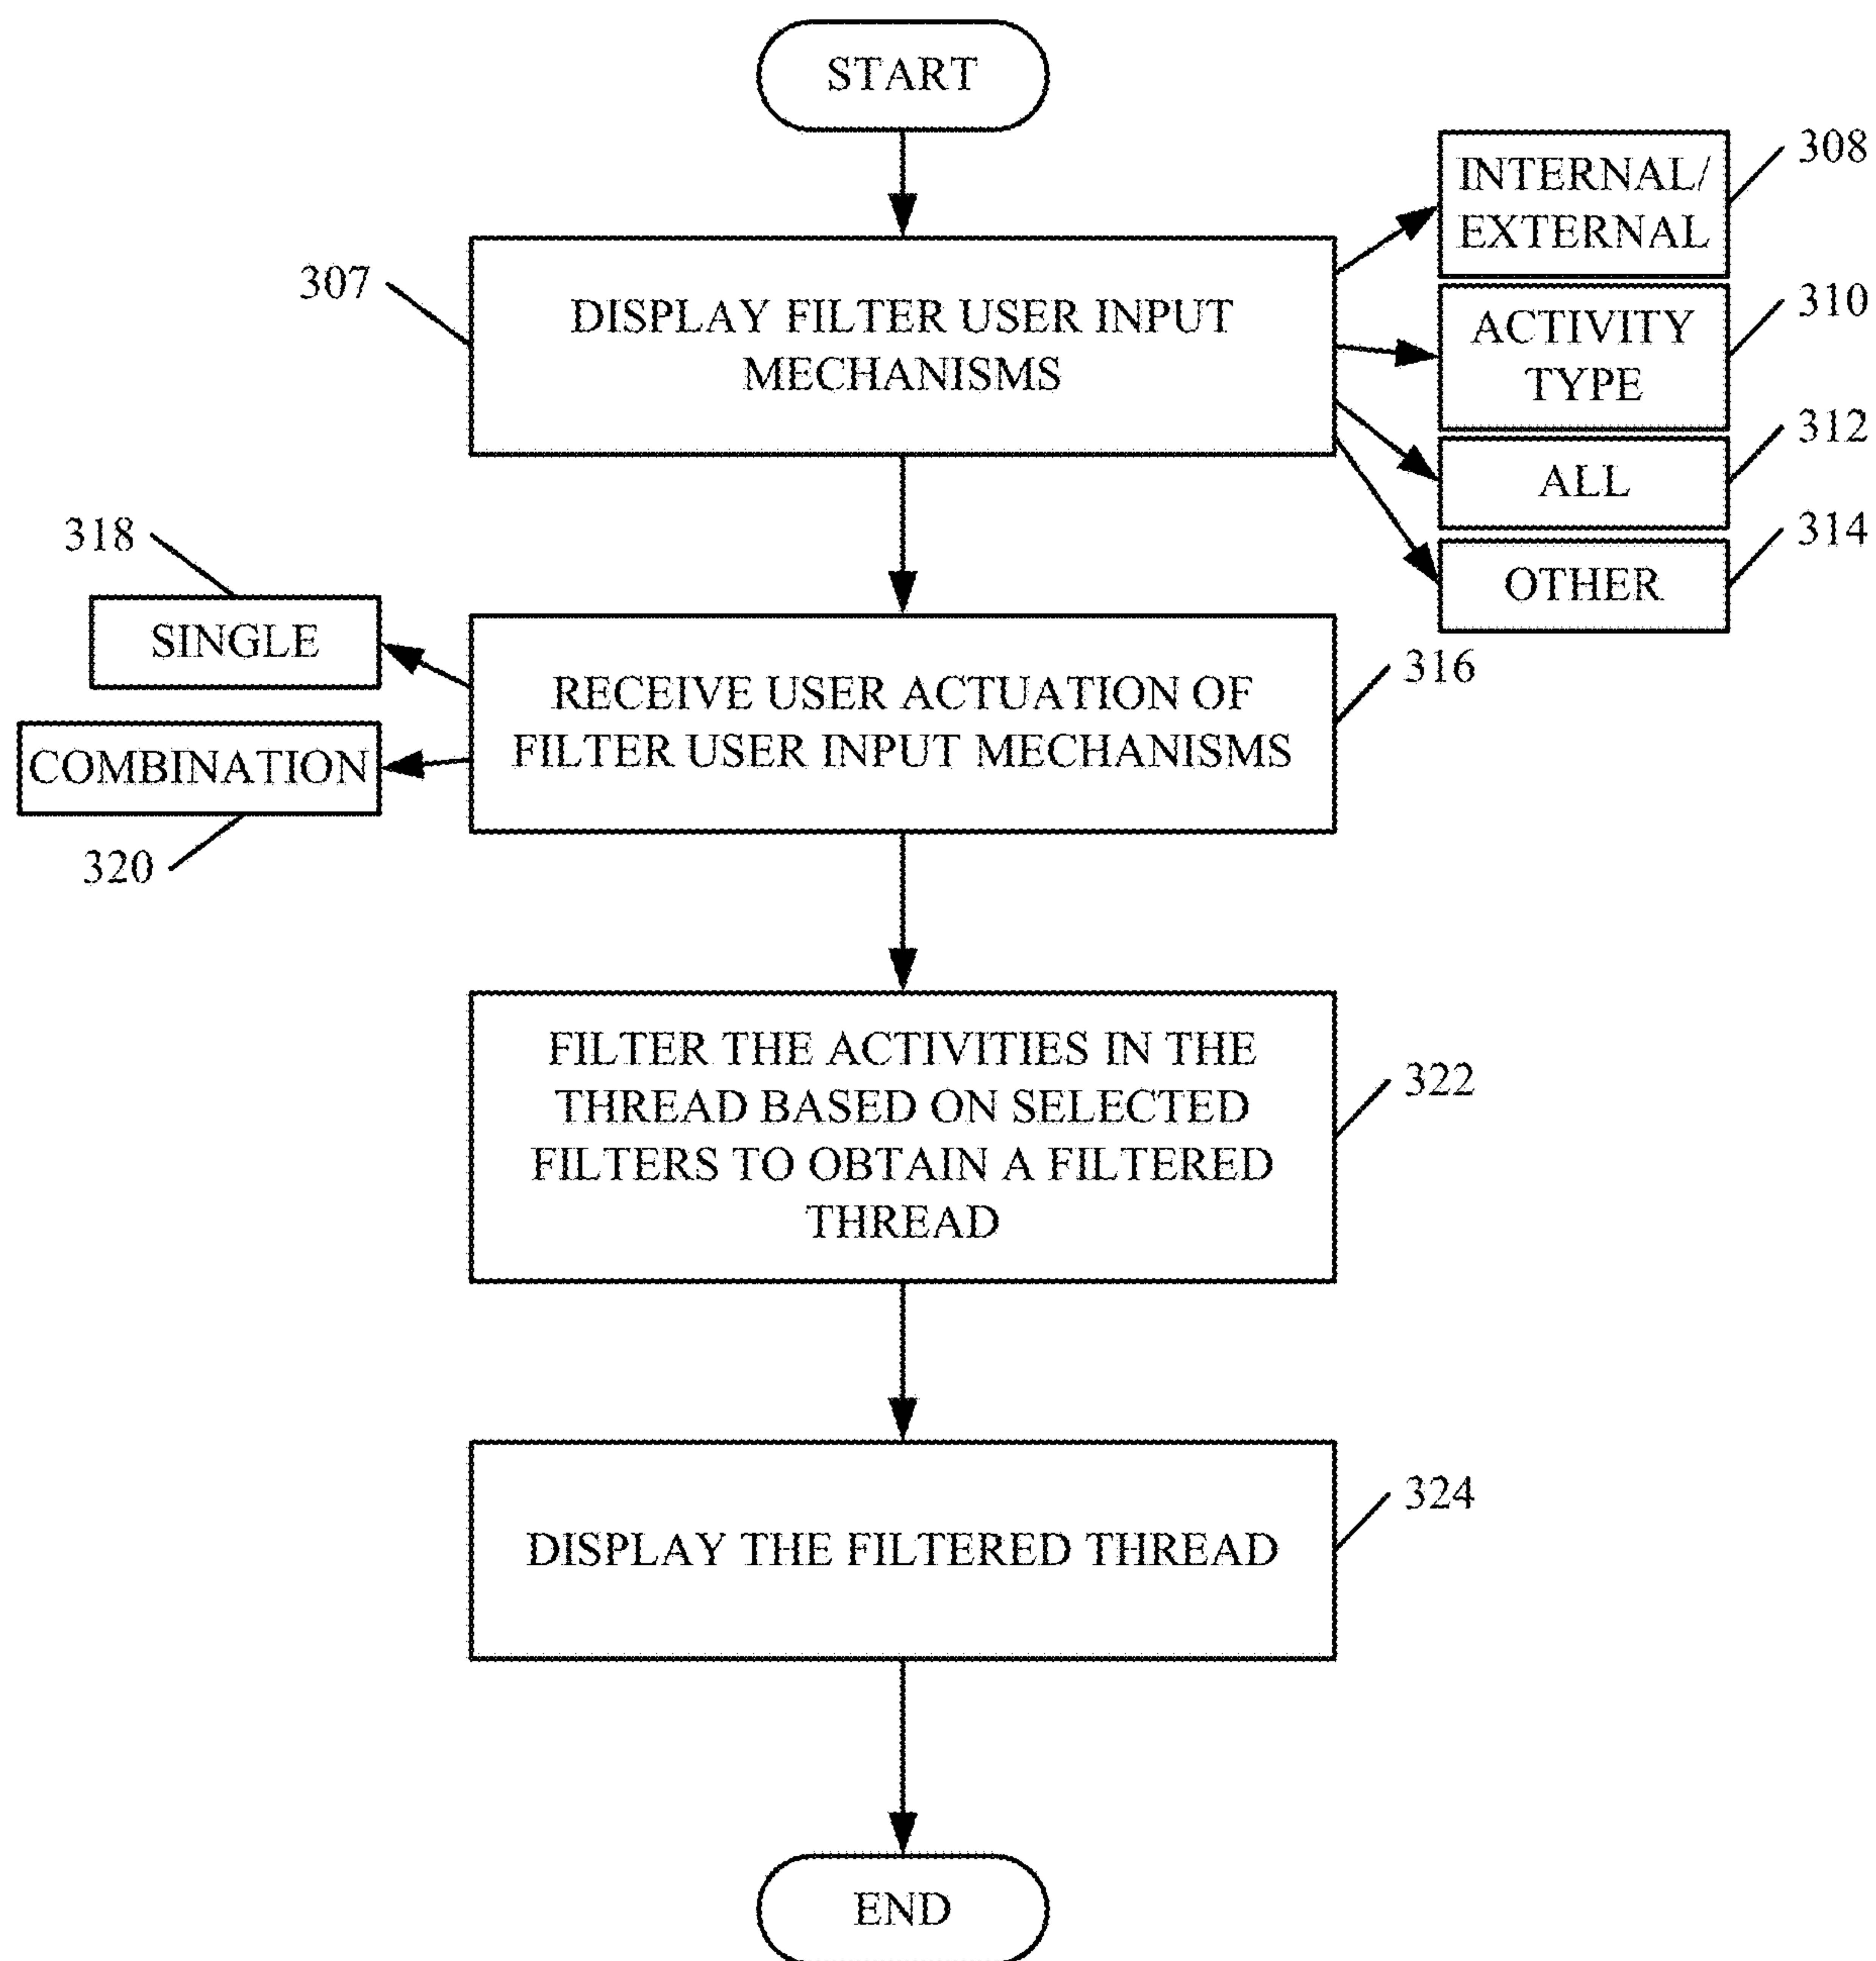 START
308
INTERNAL/
EXTERNAL
307
DISPLAY FILTER USER INPUT
MECHANISMS
310
ACTIVITY
TYPE
312
ALL
314
OTHER
318
SINGLE
316
RECEIVE USER ACTUATION OF
FILTER USER INPUT MECHANISMS
COMBINATION
320
FILTER THE ACTIVITIES IN THE
THREAD BASED ON SELECTED
FILTERS TO OBTAIN A FILTERED
THREAD
322
324
DISPLAY THE FILTERED THREAD
END